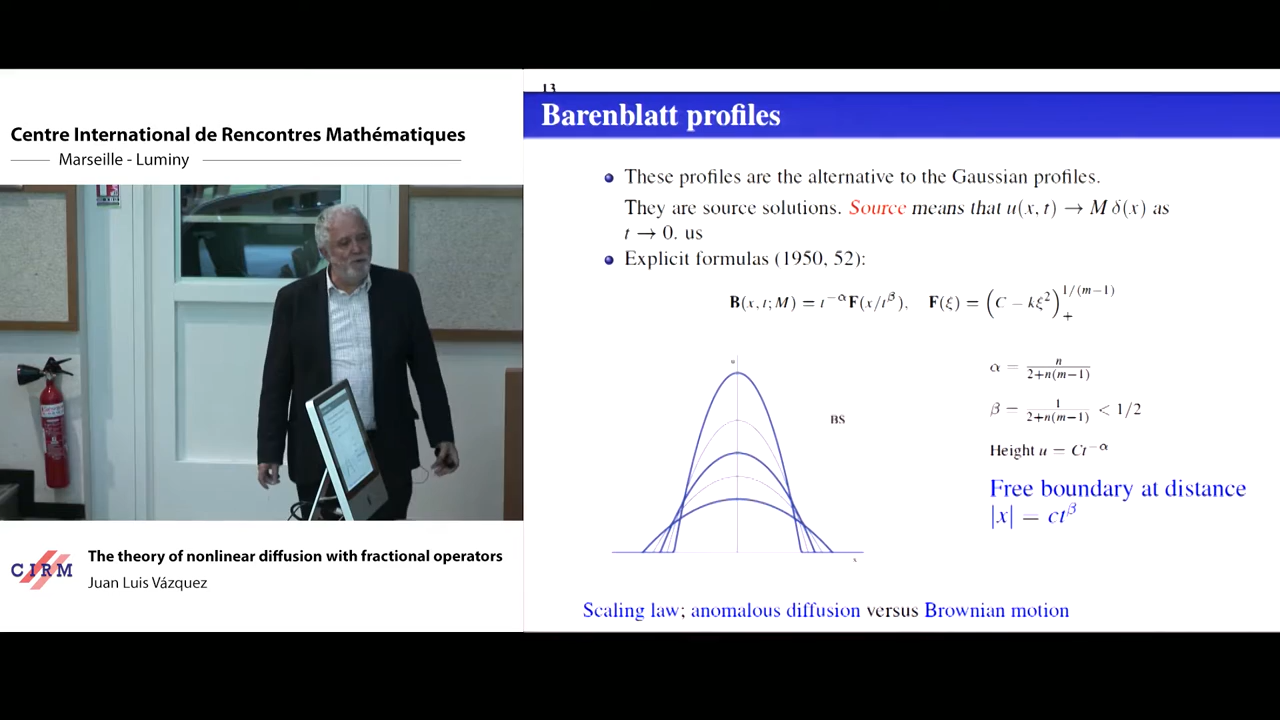 Centre International de Rencontres Mathématiques
Marseille - Luminy
13
Barenblatt profiles
These profiles are the alternative to the Gaussian profiles.
They are source solutions. Source means that u(x, t) → M δ(x) as
t → 0. us
Explicit formulas (1950, 52):
B(x, t; M) = t^{-α}F(x/t^β), F(ξ) = (C − kξ²)_+^{1/(m−1)}
u
BS
x
α = n/(2+n(m−1))
β = 1/(2+n(m−1)) < 1/2
Height u = Ct^{-α}
Free boundary at distance
|x| = ct^β
Scaling law; anomalous diffusion versus Brownian motion
CIRM
The theory of nonlinear diffusion with fractional operators
Juan Luis Vázquez